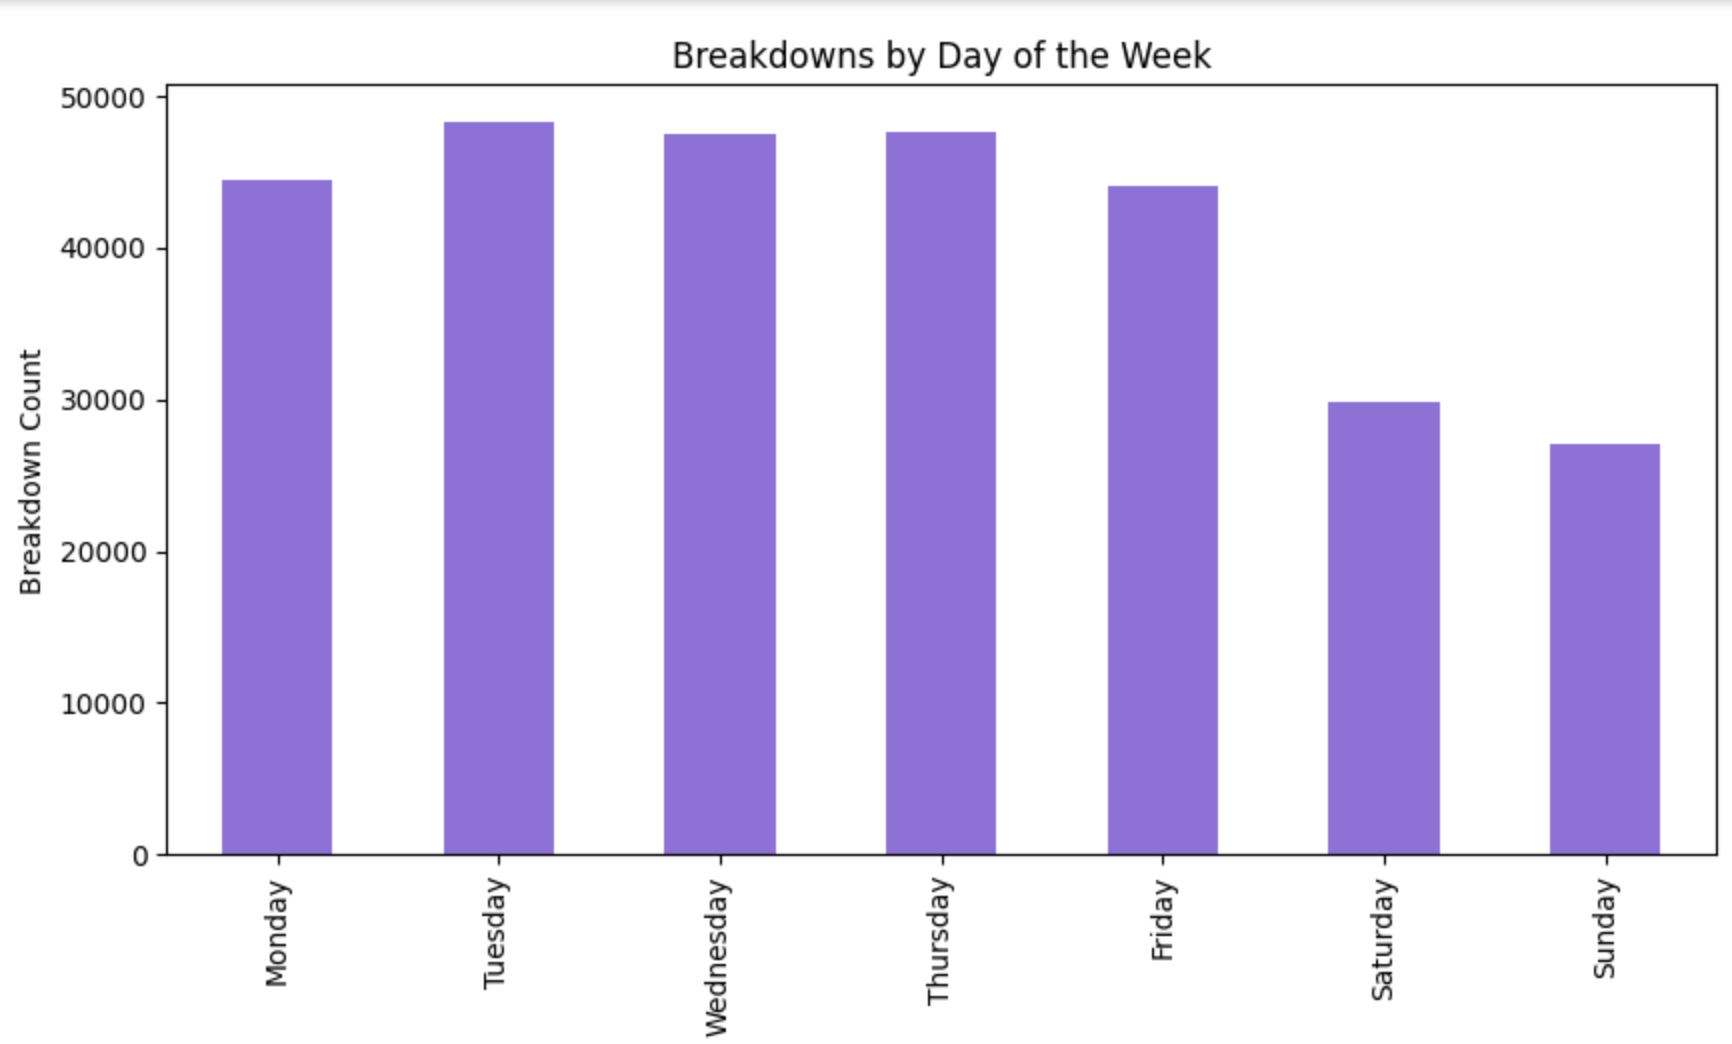 Breakdowns by Day of the Week
Breakdown Count
50000
40000
30000
20000
10000
0
Monday
Tuesday
Wednesday
Thursday
Friday
Saturday
Sunday